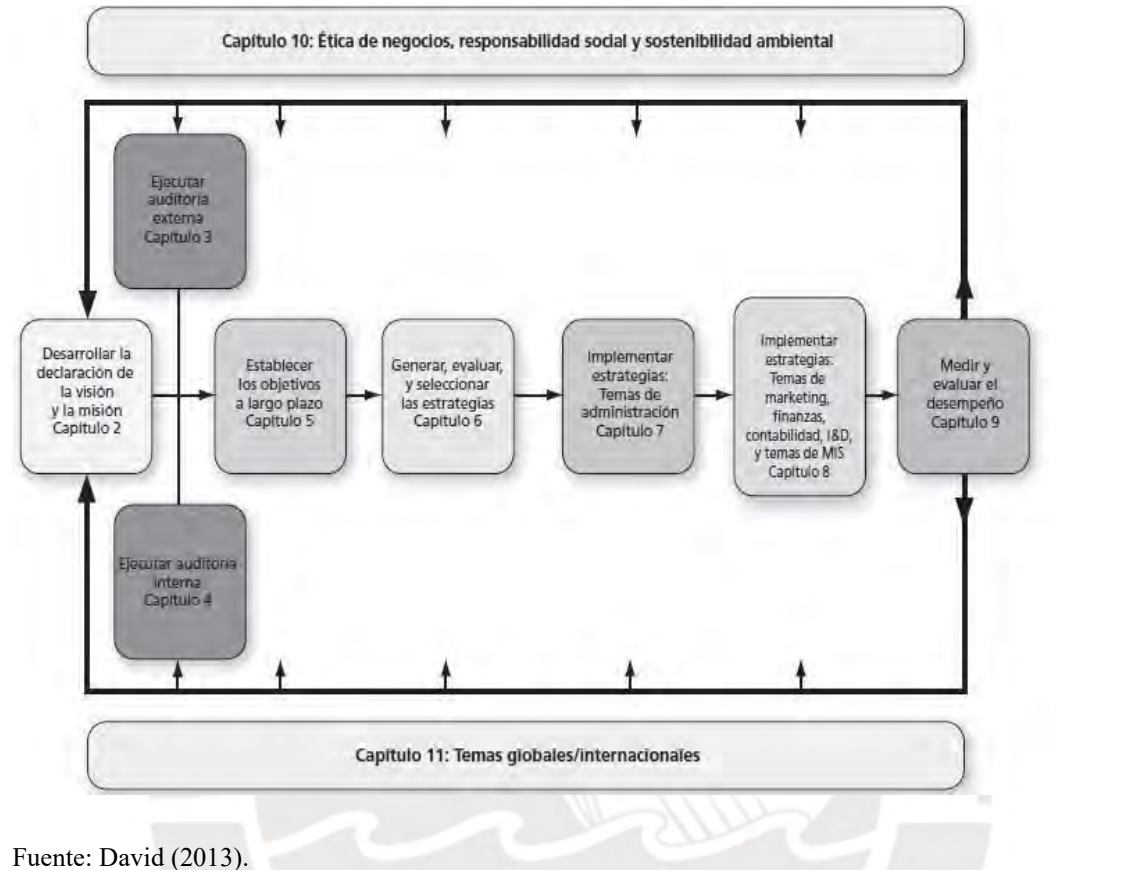 Capítulo 10: Ética de negocios, responsabilidad social y sostenibilidad ambiental
Ejecutar
auditoría
externa
Capítulo 3
Desarrollar la
declaración de
la visión
y la misión
Capítulo 2
Establecer
los objetivos
a largo plazo
Capítulo 5
Generar, evaluar,
y seleccionar
las estrategias
Capítulo 6
Implementar
estrategias:
Temas de
administración
Capítulo 7
Implementar
estrategias:
Temas de
marketing,
finanzas,
contabilidad, I&D,
y temas de MIS
Capítulo 8
Medir y
evaluar el
desempeño
Capítulo 9
Ejecutar auditoría
interna
Capítulo 4
Capítulo 11: Temas globales/internacionales
Fuente: David (2013).